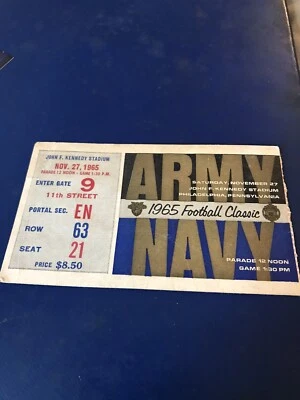 JOHN F. KENNEDY STADIUM
NOV. 27, 1965
PARADE 12 NOON - GAME 1:30 P.M.
ENTER GATE 9
11th STREET
PORTAL SEC. EN
ROW 63
SEAT 21
PRICE $8.50
ARMY
SATURDAY, NOVEMBER 27
JOHN F. KENNEDY STADIUM
PHILADELPHIA, PENNSYLVANIA
1965 Football Classic
NAVY
PARADE 12 NOON
GAME 1:30 PM